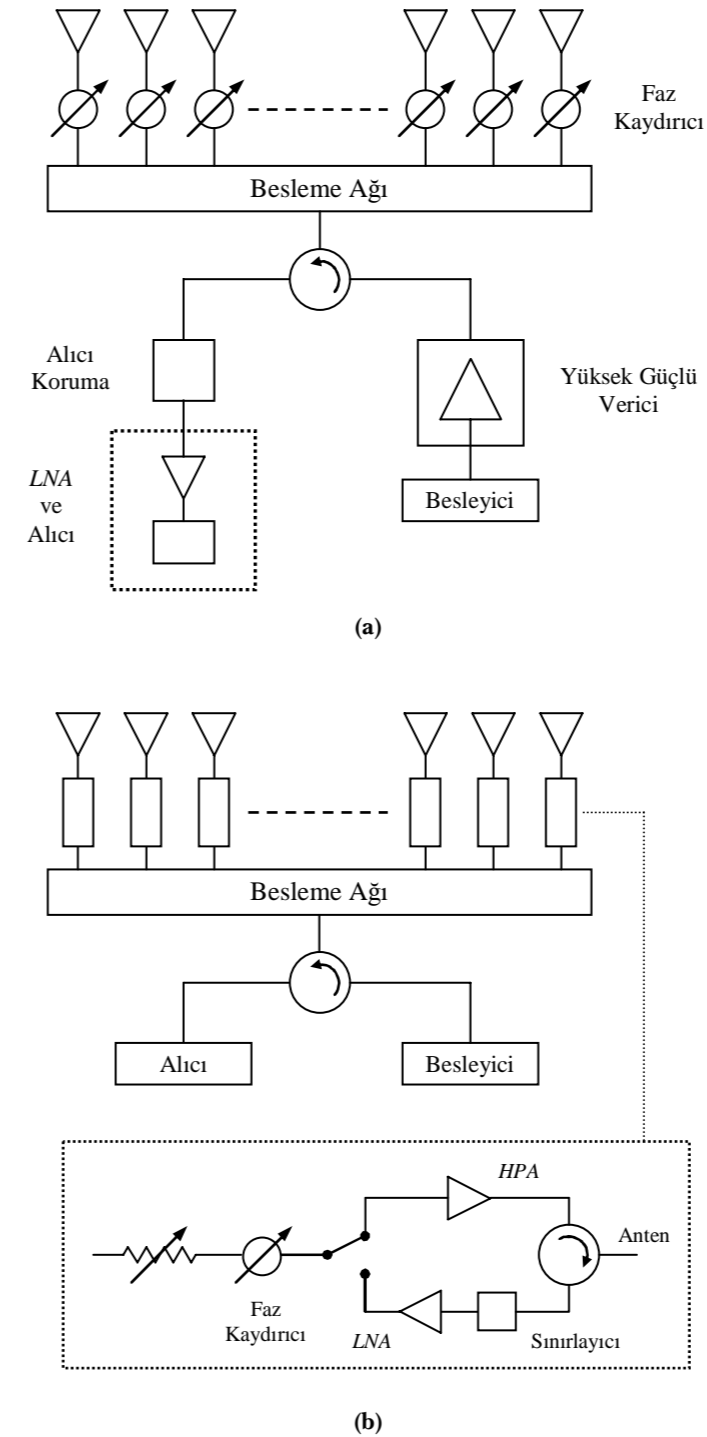 Faz
Kaydırıcı
Besleme Ağı
Alıcı
Koruma
Yüksek Güçlü
Verici
LNA
ve
Alıcı
Besleyici
(a)
Besleme Ağı
Alıcı
Besleyici
HPA
Anten
Faz
Kaydırıcı
LNA
Sınırlayıcı
(b)